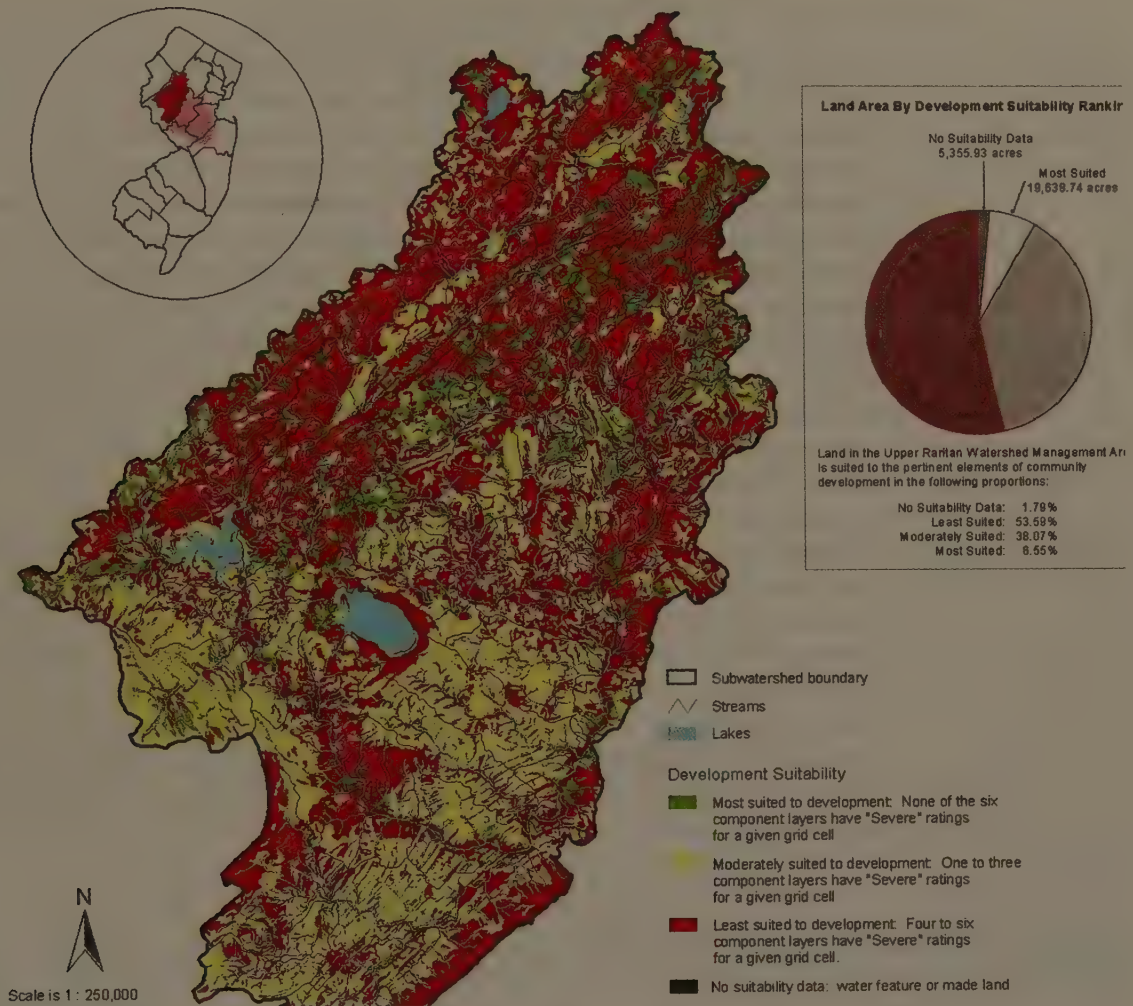 Land Area By Development Suitability
No Suitability Data
5,355.93 acres
Most Suited
19,639.74 acres
Land in the Upper Raritan Watershed Management
is suited to the pertinent elements of community
development in the following proportions:
No Suitability Data: 1.79%
Least Suited: 53.59%
Moderately Suited: 38.07%
Most Suited: 6.55%
Subwatershed boundary
Streams
Lakes
Development Suitability
Most suited to development: None of the six
component layers have "Severe" ratings
for a given grid cell
Moderately suited to development: One to three
component layers have "Severe" ratings
for a given grid cell
Least suited to development: Four to six
component layers have "Severe" ratings
for a given grid cell.
No suitability data: water feature or made land
N
Scale is 1 : 250,000